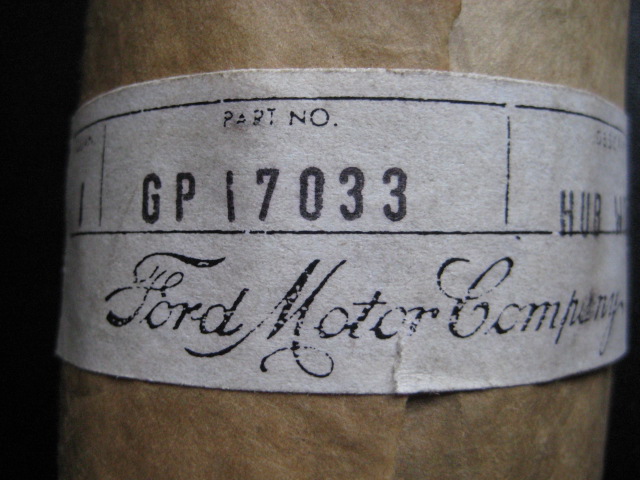 PART NO.
1 GP 17033 HUB
Ford Motor Company